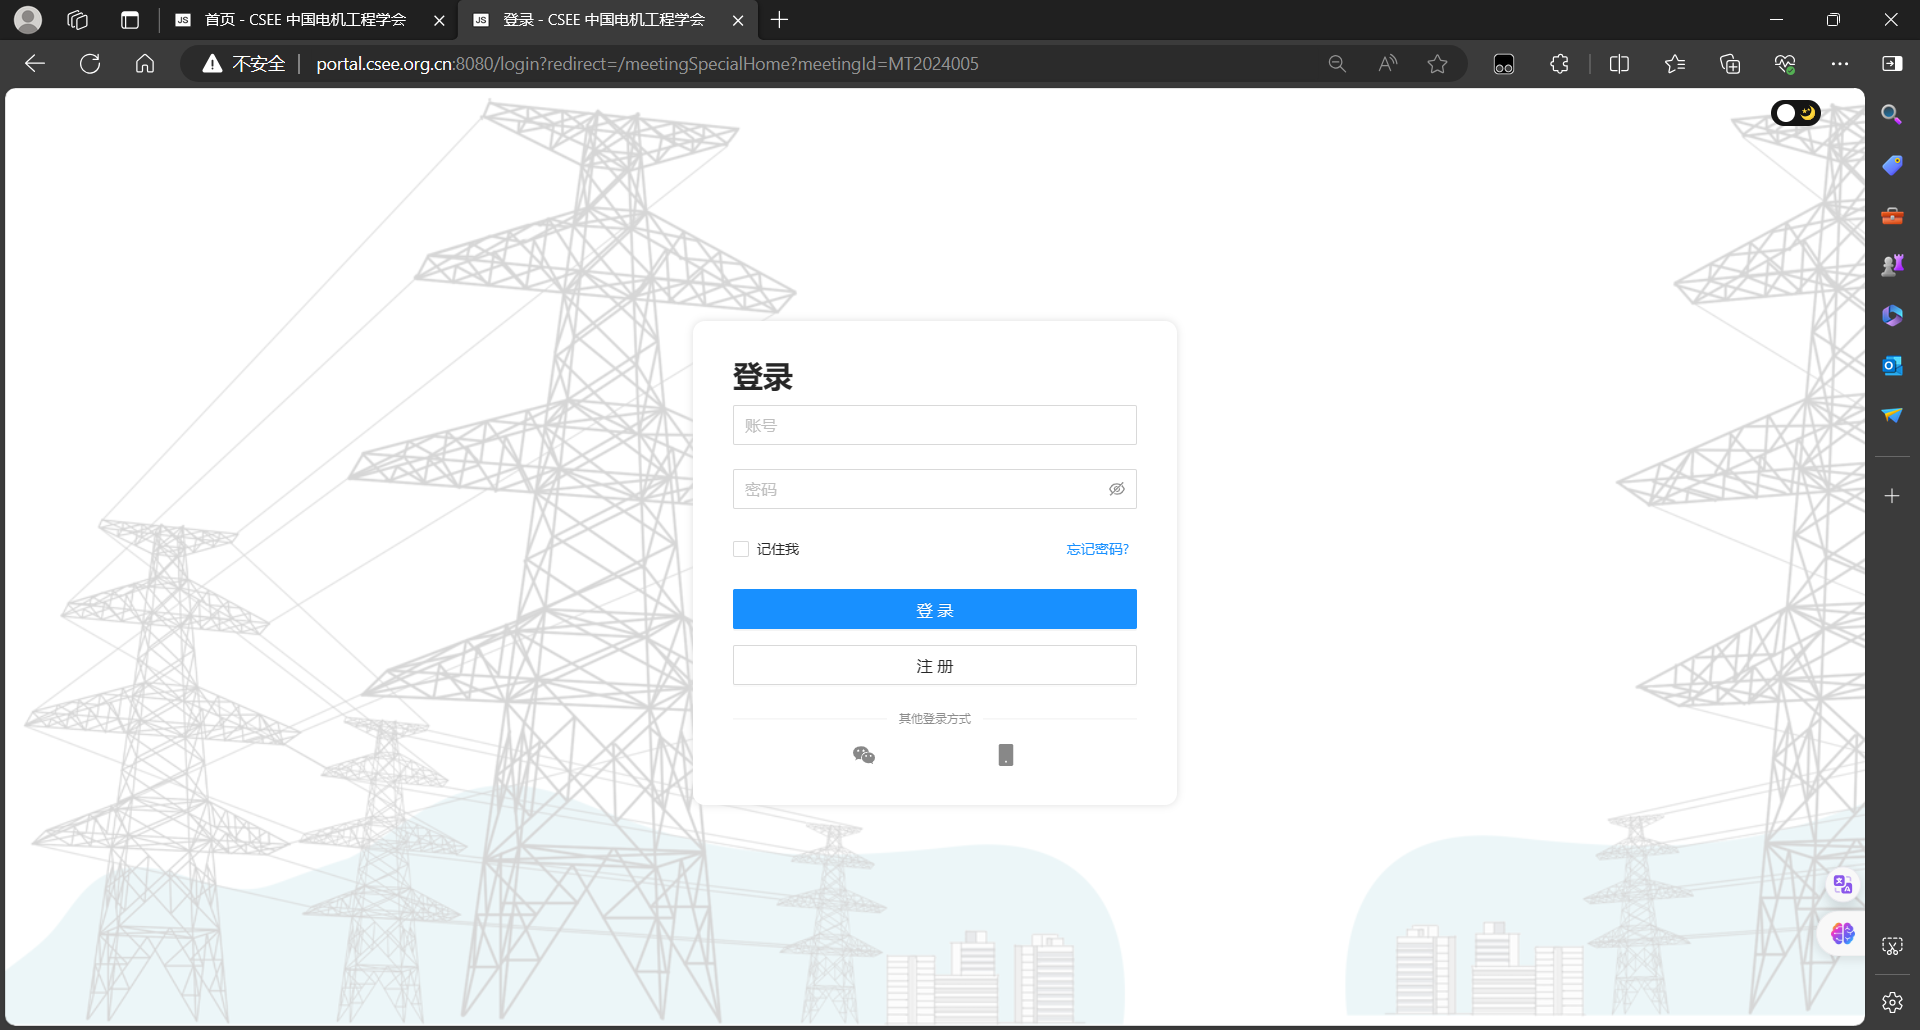 首页 - CSEE 中国电机工程学会
登录 - CSEE 中国电机工程学会
不安全
portal.csee.org.cn:8080/login?redirect=/meetingSpecialHome?meetingId=MT2024005
登录
账号
密码
记住我
忘记密码?
登 录
注 册
其他登录方式